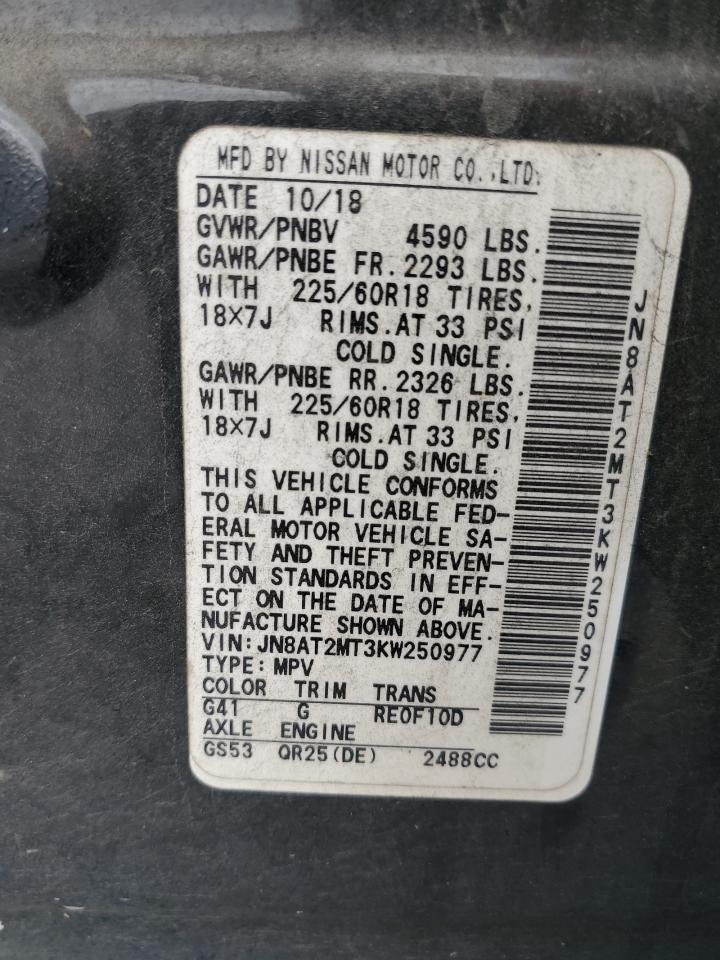 MFD BY NISSAN MOTOR CO.,LTD.
DATE 10/18
GVWR/PNBV 4590 LBS.
GAWR/PNBE FR. 2293 LBS.
WITH 225/60R18 TIRES,
18X7J RIMS.AT 33 PSI
COLD SINGLE.
GAWR/PNBE RR. 2326 LBS.
WITH 225/60R18 TIRES,
18X7J RIMS.AT 33 PSI
COLD SINGLE.
THIS VEHICLE CONFORMS
TO ALL APPLICABLE FED-
ERAL MOTOR VEHICLE SA-
FETY AND THEFT PREVEN-
TION STANDARDS IN EFF-
ECT ON THE DATE OF MA-
NUFACTURE SHOWN ABOVE.
VIN:JN8AT2MT3KW250977
TYPE:MPV
COLOR TRIM TRANS
G41 G RE0F10D
AXLE ENGINE
GS53 QR25(DE) 2488CC
JN8AT2MT3KW250977